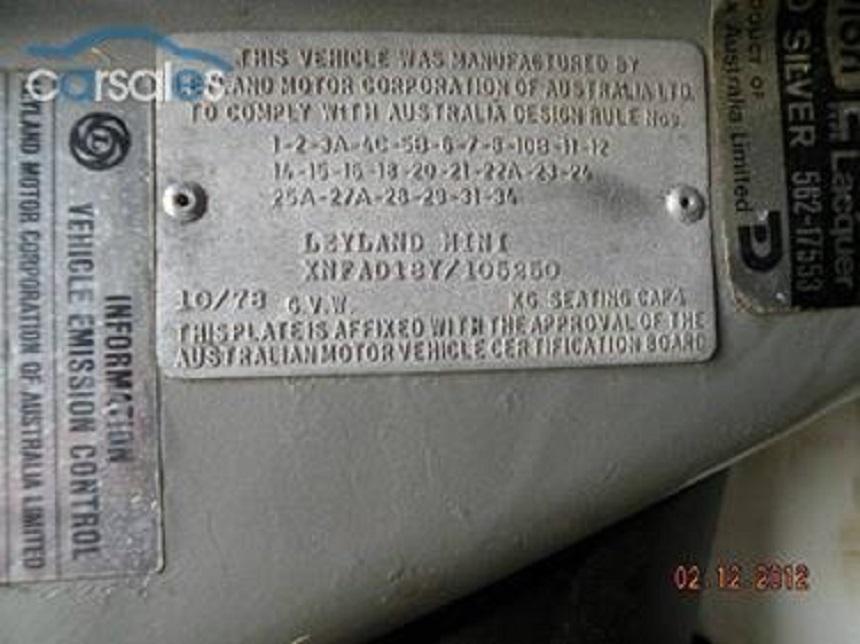 carsales
THIS VEHICLE WAS MANUFACTURED BY
LEYLAND MOTOR CORPORATION OF AUSTRALIA LTD.
TO COMPLY WITH AUSTRALIA DESIGN RULE Nos.
1-2-3A-4C-5B-6-7-8-10B-11-12
14-15-16-18-20-21-22A-23-24
25A-27A-28-29-31-34
LEYLAND MINI
XNFAD18Y/105250
10/78 G.V.W. KG SEATING CAP4
THIS PLATE IS AFFIXED WITH THE APPROVAL OF THE
AUSTRALIAN MOTOR VEHICLE CERTIFICATION BOARD
INFORMATION
VEHICLE EMISSION CONTROL
LEYLAND MOTOR CORPORATION OF AUSTRALIA LIMITED
Lacquer
SILVER 562-17553
PRODUCT OF
Australia Limited
02.12.2012